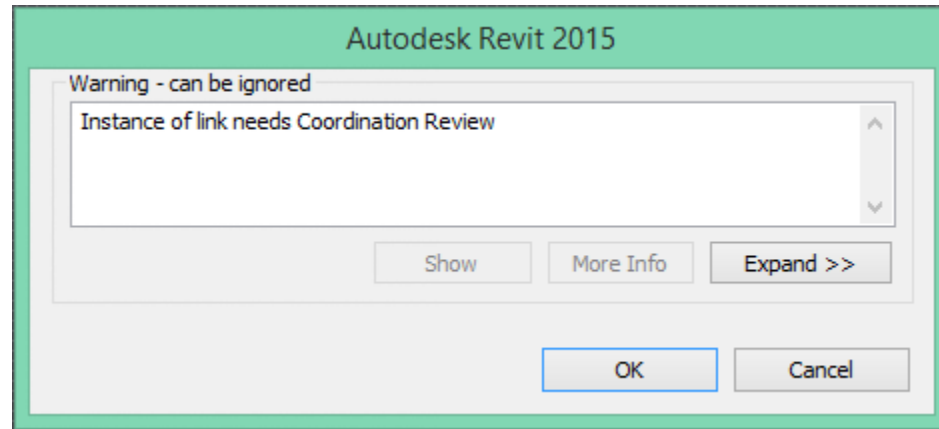 Autodesk Revit 2015
Warning - can be ignored
Instance of link needs Coordination Review
Show
More Info
Expand >>
OK
Cancel